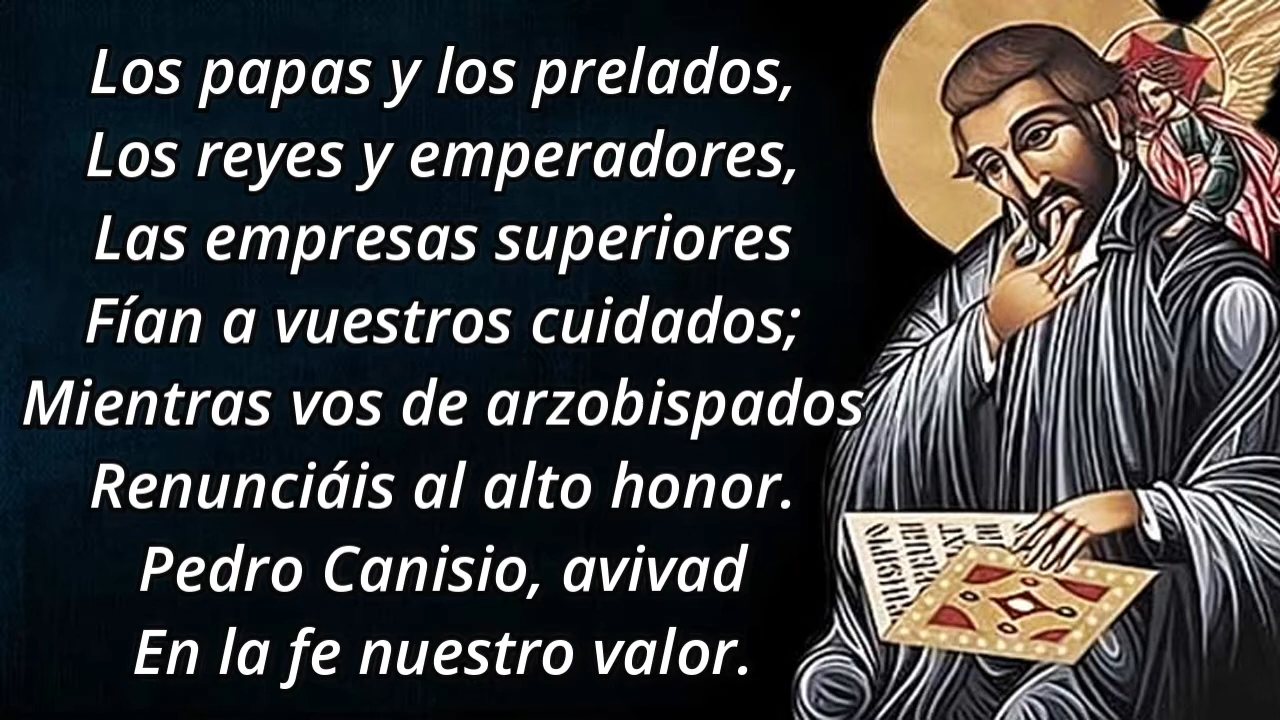 Los papas y los prelados,
Los reyes y emperadores,
Las empresas superiores
Fían a vuestros cuidados;
Mientras vos de arzobispados
Renunciáis al alto honor.
Pedro Canisio, avivad
En la fe nuestro valor.